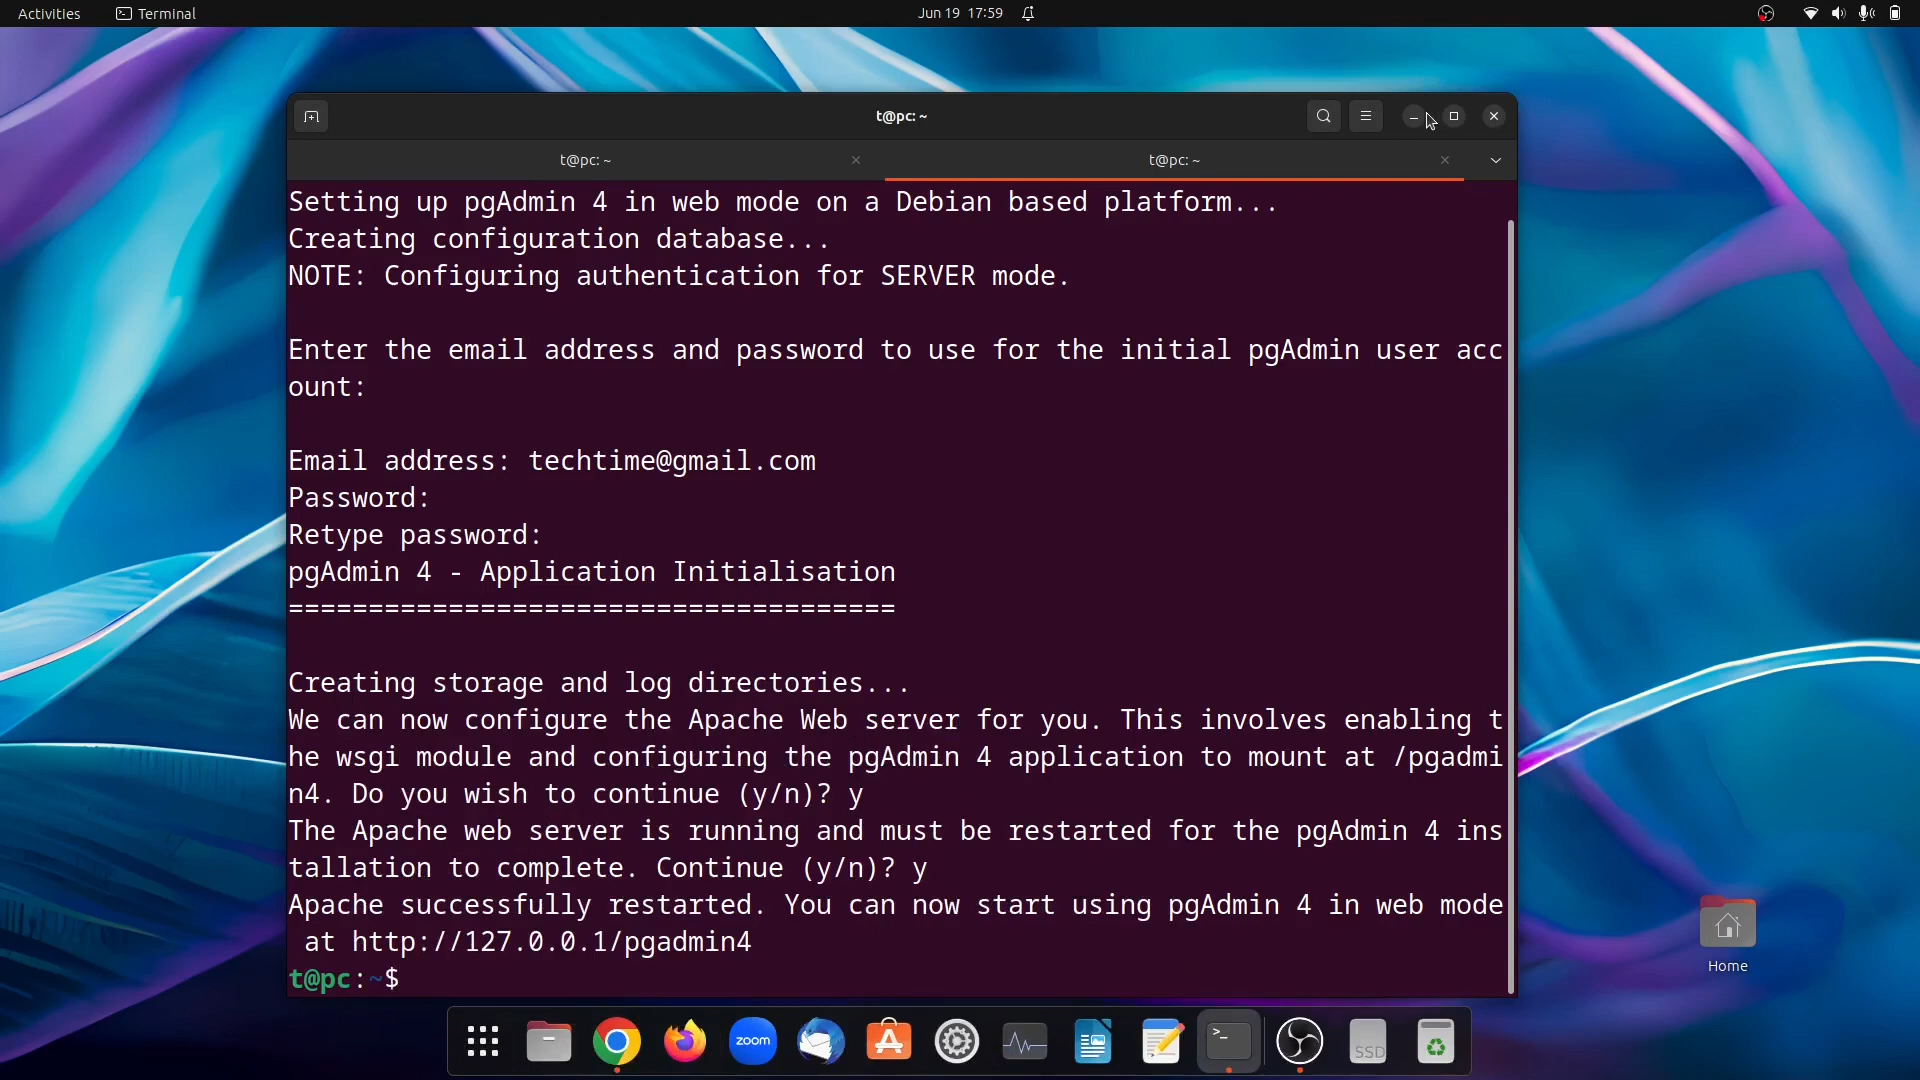 Activities
Terminal
Jun 19 17:59
t@pc: ~
t@pc: ~
t@pc: ~
Setting up pgAdmin 4 in web mode on a Debian based platform...
Creating configuration database...
NOTE: Configuring authentication for SERVER mode.
Enter the email address and password to use for the initial pgAdmin user acc
ount:
Email address: techtime@gmail.com
Password:
Retype password:
pgAdmin 4 - Application Initialisation
======================================
Creating storage and log directories...
We can now configure the Apache Web server for you. This involves enabling t
he wsgi module and configuring the pgAdmin 4 application to mount at /pgadmi
n4. Do you wish to continue (y/n)? y
The Apache web server is running and must be restarted for the pgAdmin 4 ins
tallation to complete. Continue (y/n)? y
Apache successfully restarted. You can now start using pgAdmin 4 in web mode
 at http://127.0.0.1/pgadmin4
t@pc:~$
Home
zoom
SSD